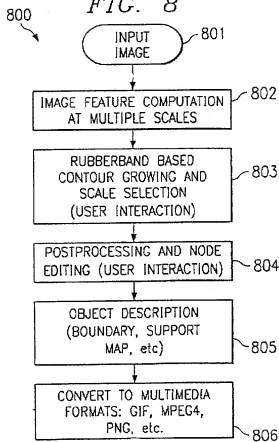 FIG. 8
800
INPUT
IMAGE
801
IMAGE FEATURE COMPUTATION
AT MULTIPLE SCALES
802
RUBBERBAND BASED
CONTOUR GROWING AND
SCALE SELECTION
(USER INTERACTION)
803
POSTPROCESSING AND NODE
EDITING (USER INTERACTION)
804
OBJECT DESCRIPTION
(BOUNDARY, SUPPORT
MAP, etc)
805
CONVERT TO MULTIMEDIA
FORMATS: GIF, MPEG4,
PNG, etc.
806